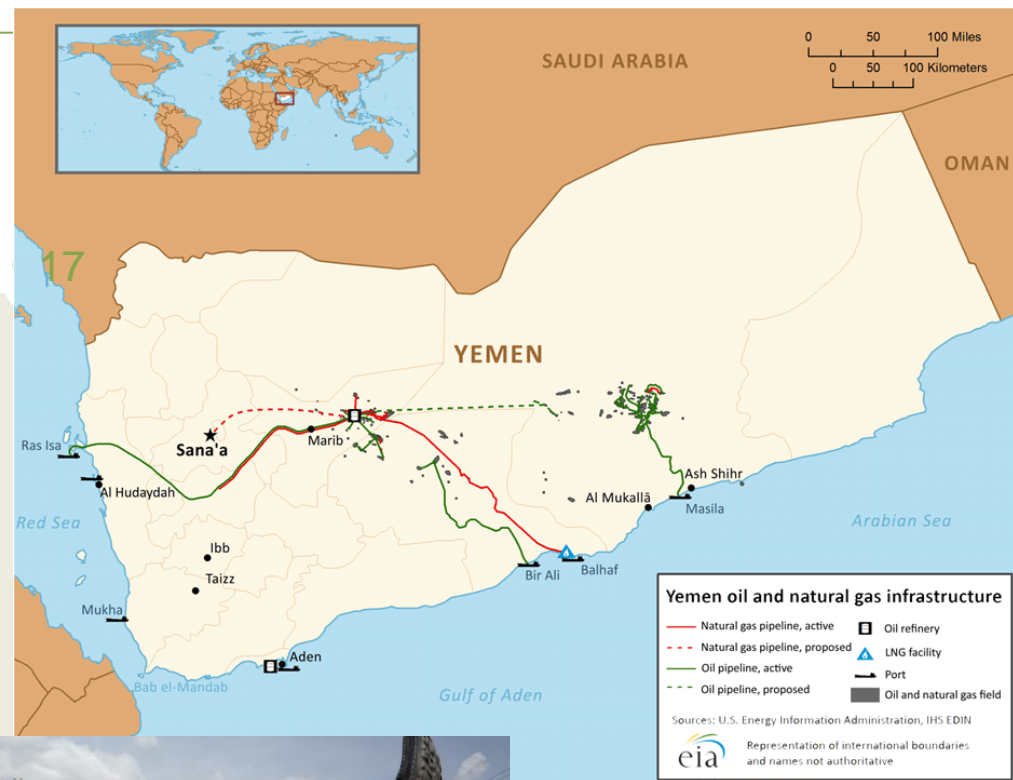 SAUDI ARABIA
0 50 100 Miles
0 50 100 Kilometers
OMAN
17
YEMEN
Sana'a
Marib
Ras Isa
Al Hudaydah
Red Sea
Ash Shihr
Al Mukallā
Masila
Arabian Sea
Ibb
Taizz
Bir Ali
Balhaf
Mukha
Aden
Bab el-Mandab
Gulf of Aden
Yemen oil and natural gas infrastructure
Natural gas pipeline, active
Natural gas pipeline, proposed
Oil pipeline, active
Oil pipeline, proposed
Oil refinery
LNG facility
Port
Oil and natural gas field
Sources: U.S. Energy Information Administration, IHS EDIN
eia
Representation of international boundaries
and names not authoritative